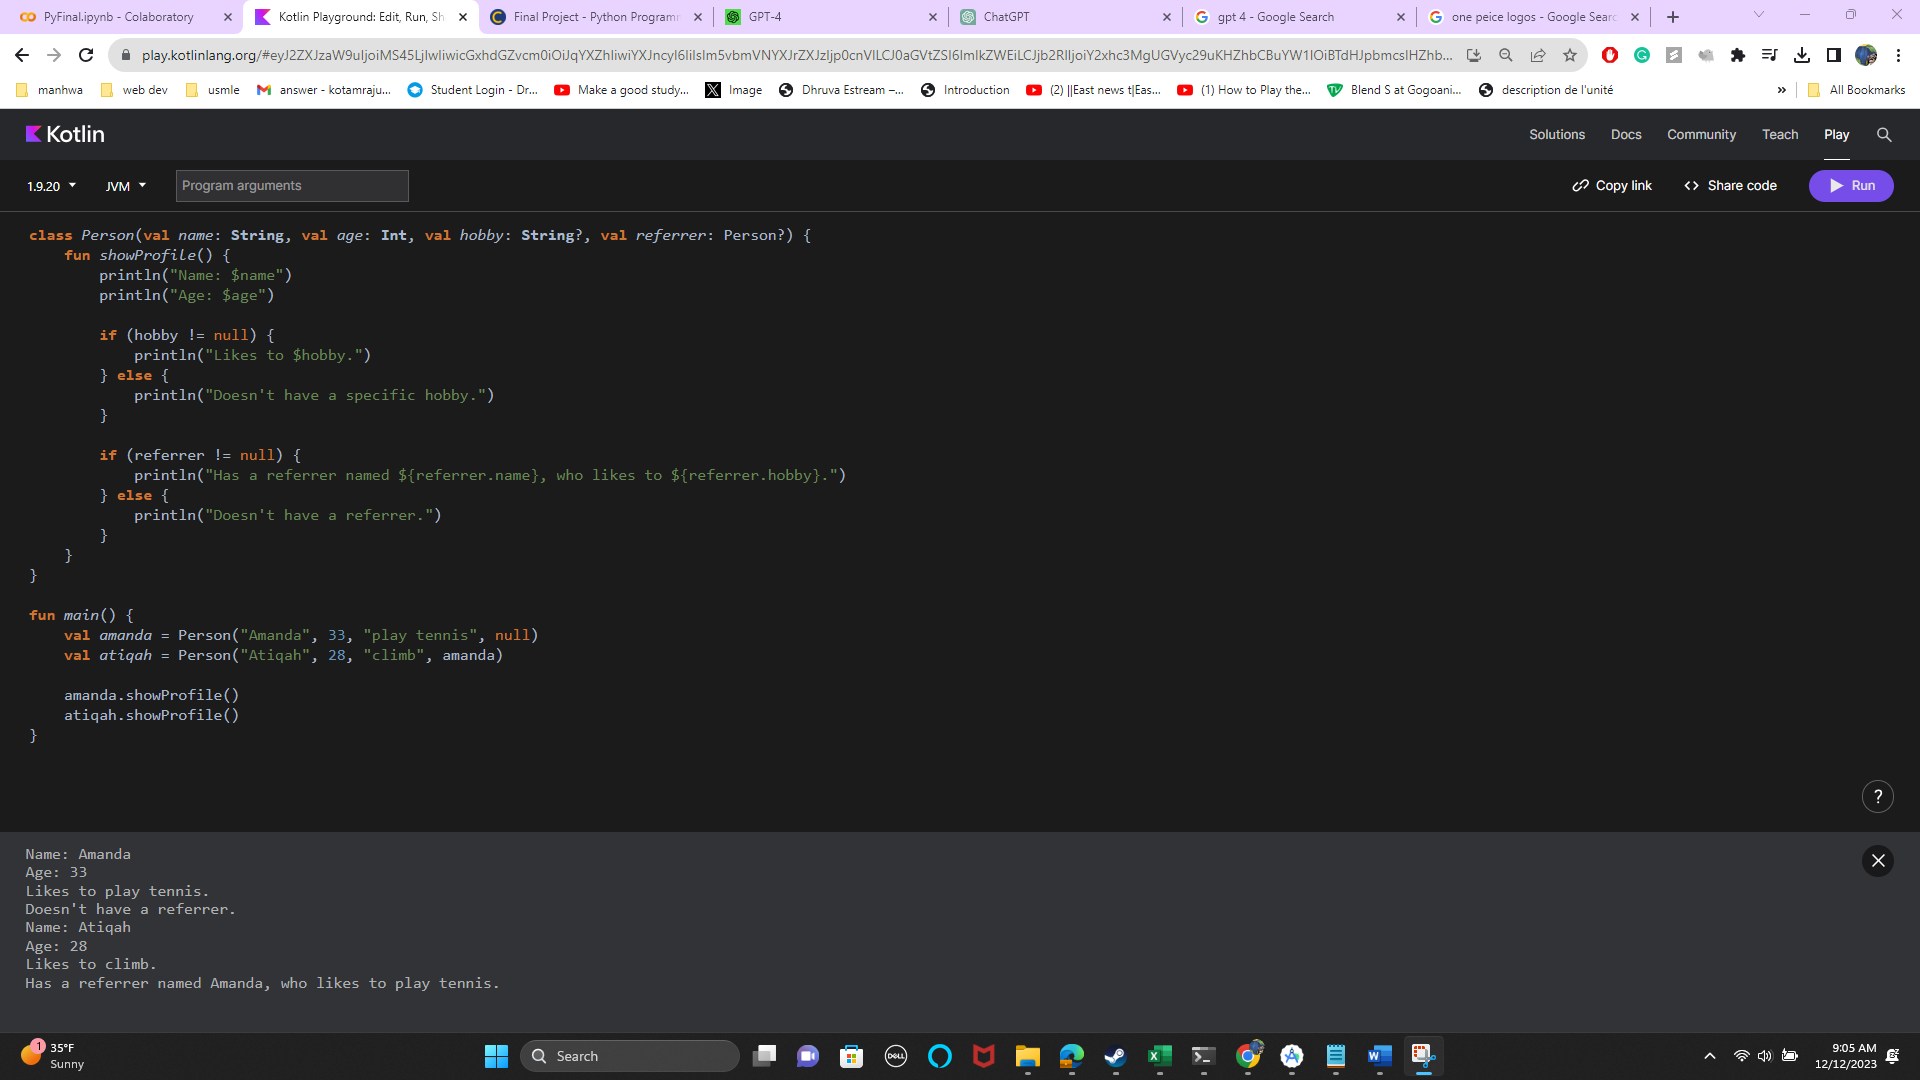 PyFinal.ipynb - Colaboratory
Kotlin Playground: Edit, Run, Sh
Final Project - Python Programm
GPT-4
ChatGPT
gpt 4 - Google Search
one peice logos - Google Searc
manhwa
web dev
usmle
answer - kotamraju...
Student Login - Dr...
Make a good study...
Image
Dhruva Estream –...
Introduction
(2) ||East news t|Eas...
(1) How to Play the...
Blend S at Gogoani...
description de l'unité
»
All Bookmarks
Kotlin
Solutions
Docs
Community
Teach
Play
1.9.20
JVM
Program arguments
Copy link
<> Share code
Run
class Person(val name: String, val age: Int, val hobby: String?, val referrer: Person?) {
fun showProfile() {
println("Name: $name")
println("Age: $age")
if (hobby != null) {
println("Likes to $hobby.")
} else {
println("Doesn't have a specific hobby.")
}
if (referrer != null) {
println("Has a referrer named ${referrer.name}, who likes to ${referrer.hobby}.")
} else {
println("Doesn't have a referrer.")
}
}
}
fun main() {
val amanda = Person("Amanda", 33, "play tennis", null)
val atiqah = Person("Atiqah", 28, "climb", amanda)
amanda.showProfile()
atiqah.showProfile()
}
?
Name: Amanda
Age: 33
Likes to play tennis.
Doesn't have a referrer.
Name: Atiqah
Age: 28
Likes to climb.
Has a referrer named Amanda, who likes to play tennis.
1
35°F
Sunny
Search
DELL
9:05 AM
12/12/2023